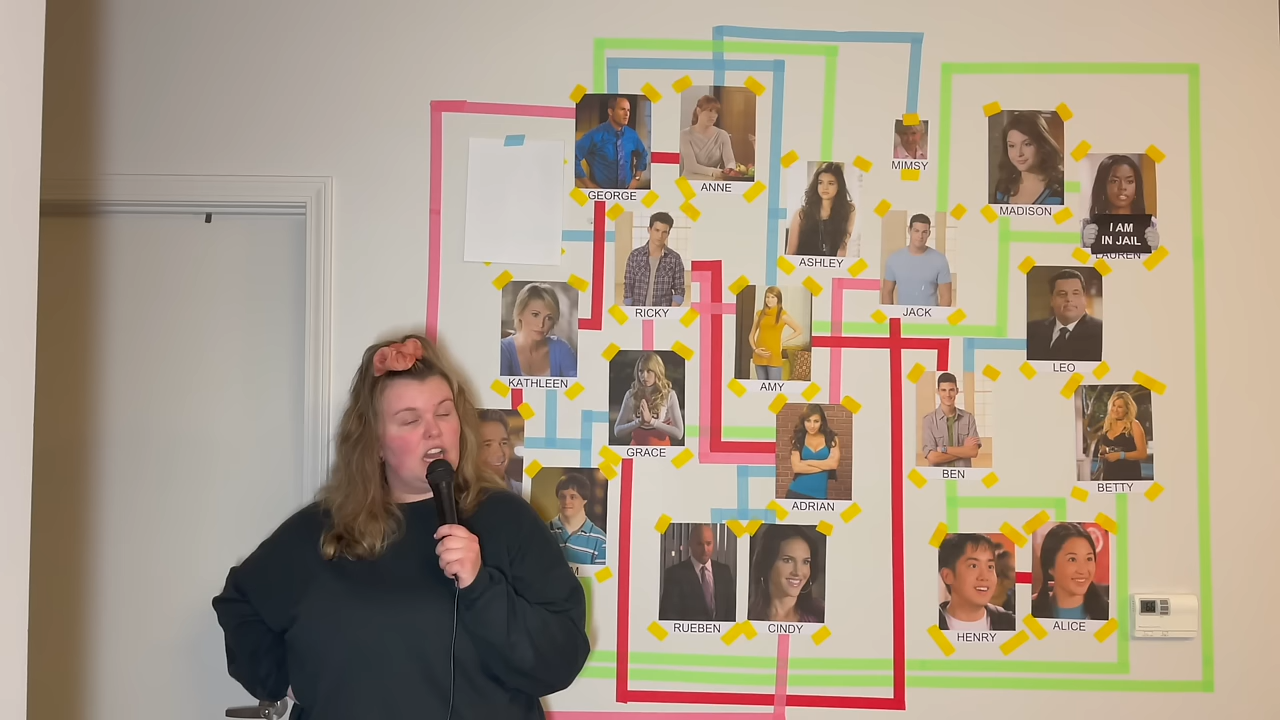 GEORGE
ANNE
MIMSY
MADISON
I AM
IN JAIL
LAUREN
ASHLEY
RICKY
JACK
LEO
KATHLEEN
AMY
GRACE
BEN
BETTY
ADRIAN
RUEBEN
CINDY
HENRY
ALICE